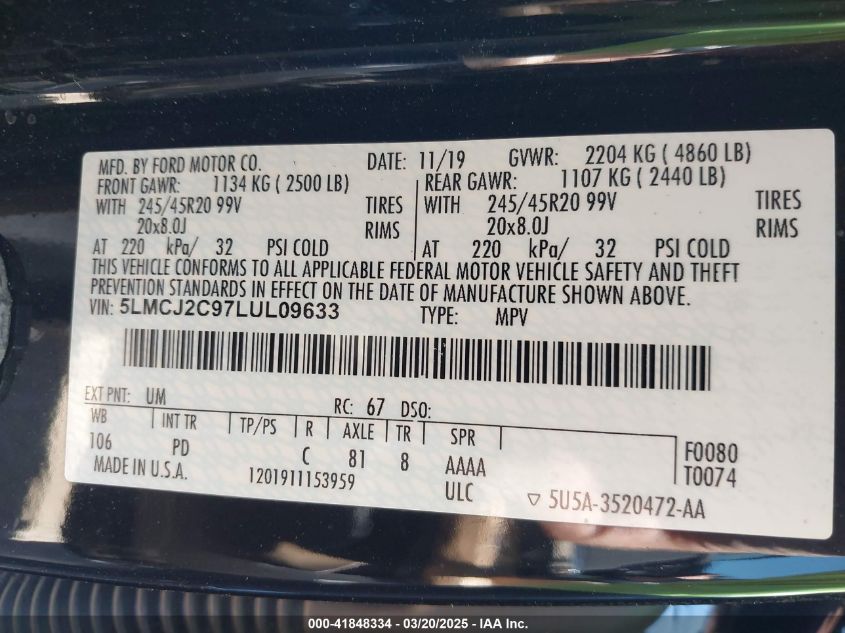 MFD. BY FORD MOTOR CO. DATE: 11/19 GVWR: 2204 KG ( 4860 LB)
FRONT GAWR: 1134 KG ( 2500 LB) REAR GAWR: 1107 KG ( 2440 LB)
WITH 245/45R20 99V TIRES WITH 245/45R20 99V TIRES
20x8.0J RIMS 20x8.0J RIMS
AT 220 kPa/ 32 PSI COLD AT 220 kPa/ 32 PSI COLD
THIS VEHICLE CONFORMS TO ALL APPLICABLE FEDERAL MOTOR VEHICLE SAFETY AND THEFT
PREVENTION STANDARDS IN EFFECT ON THE DATE OF MANUFACTURE SHOWN ABOVE.
VIN: 5LMCJ2C97LUL09633 TYPE: MPV
EXT PNT: UM RC: 67 DSO:
WB INT TR TP/PS R AXLE TR SPR
106 PD C 81 8 AAAA F0080
MADE IN U.S.A. 1201911153959 ULC T0074
▽ 5U5A-3520472-AA
000-41848334 - 03/20/2025 - IAA Inc.